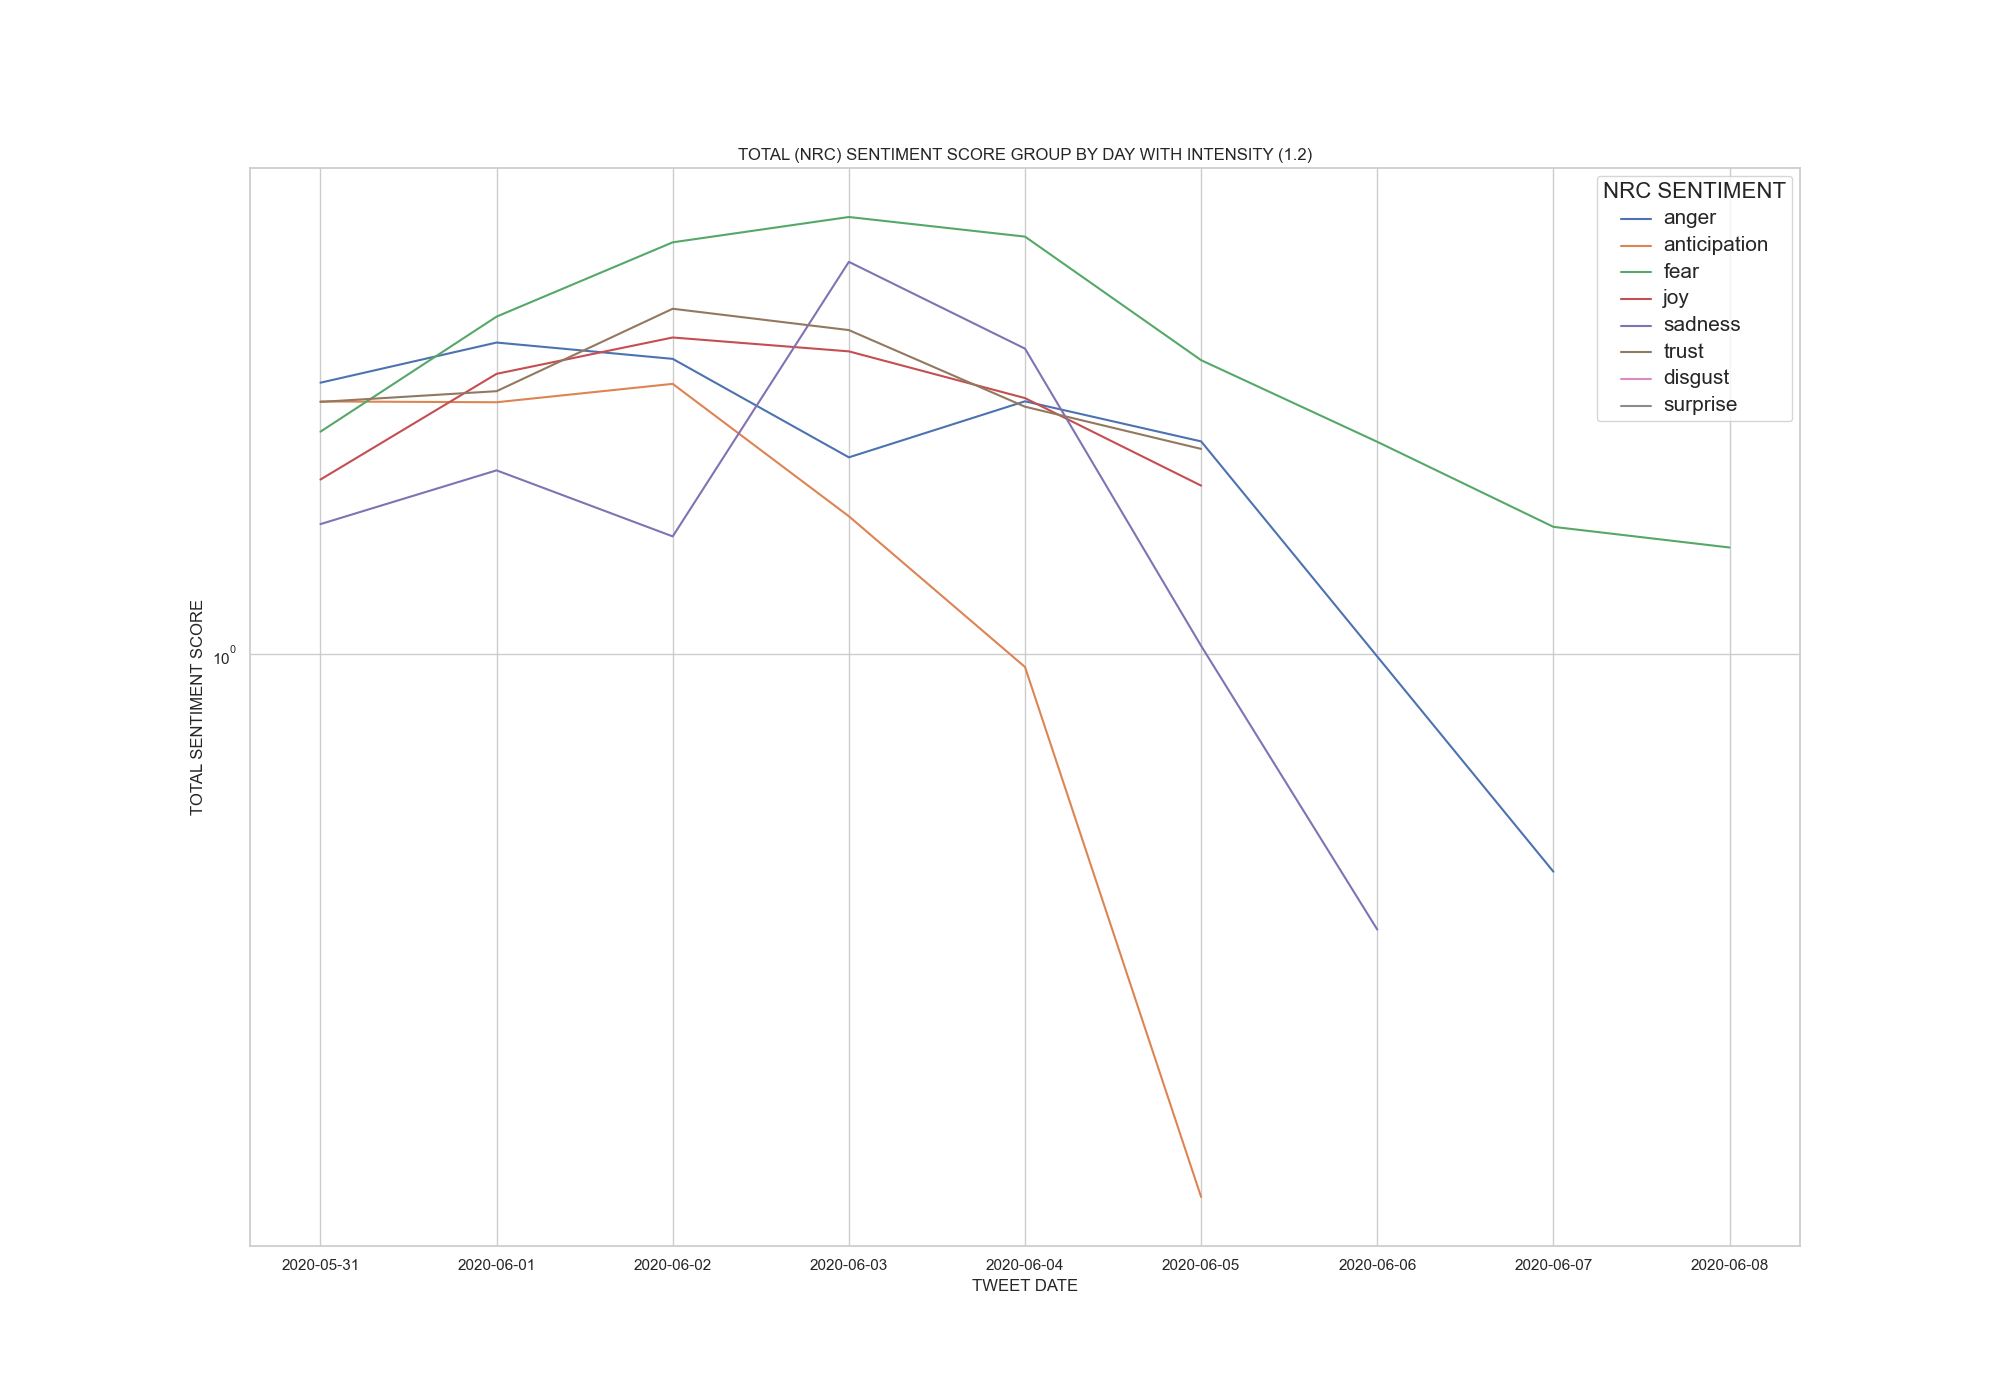 TOTAL (NRC) SENTIMENT SCORE GROUP BY DAY WITH INTENSITY (1.2)
NRC SENTIMENT
anger
anticipation
fear
joy
sadness
trust
disgust
surprise
TOTAL SENTIMENT SCORE
10⁰
2020-05-31 2020-06-01 2020-06-02 2020-06-03 2020-06-04 2020-06-05 2020-06-06 2020-06-07 2020-06-08
TWEET DATE